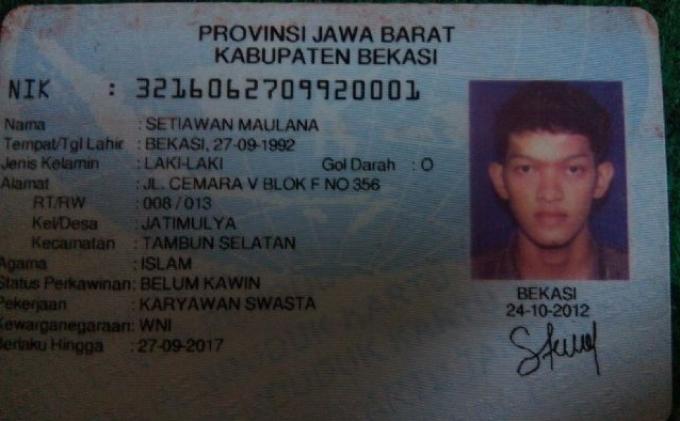 PROVINSI JAWA BARAT
KABUPATEN BEKASI
NIK : 3216062709920001
Nama : SETIAWAN MAULANA
Tempat/Tgl Lahir : BEKASI, 27-09-1992
Jenis Kelamin : LAKI-LAKI Gol Darah : O
Alamat : JL. CEMARA V BLOK F NO 356
RT/RW : 008 / 013
Kel/Desa : JATIMULYA
Kecamatan : TAMBUN SELATAN
Agama : ISLAM
Status Perkawinan: BELUM KAWIN
Pekerjaan : KARYAWAN SWASTA
Kewarganegaraan: WNI
Berlaku Hingga : 27-09-2017
BEKASI
24-10-2012